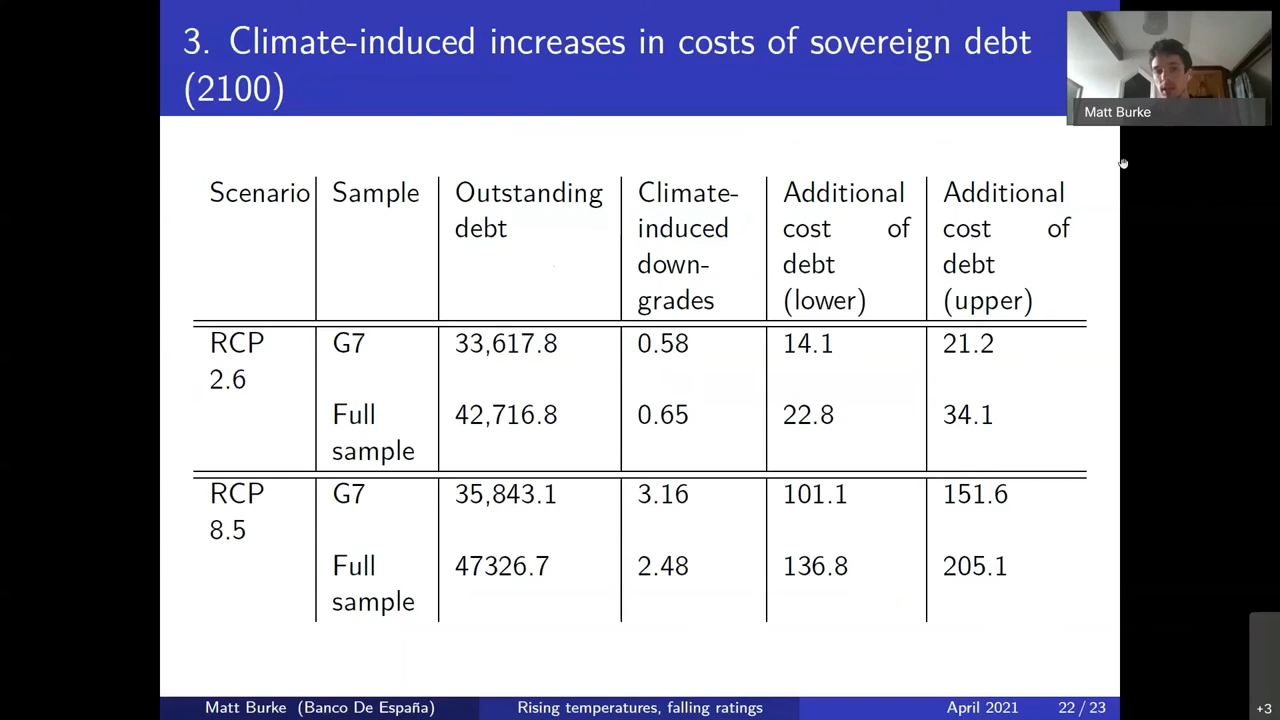 3. Climate-induced increases in costs of sovereign debt
(2100)
Matt Burke
Scenario Sample Outstanding debt Climate-induced down-grades Additional cost of debt (lower) Additional cost of debt (upper)
RCP 2.6 G7 33,617.8 0.58 14.1 21.2
Full sample 42,716.8 0.65 22.8 34.1
RCP 8.5 G7 35,843.1 3.16 101.1 151.6
Full sample 47326.7 2.48 136.8 205.1
Matt Burke (Banco De España) Rising temperatures, falling ratings April 2021 22 / 23
+3